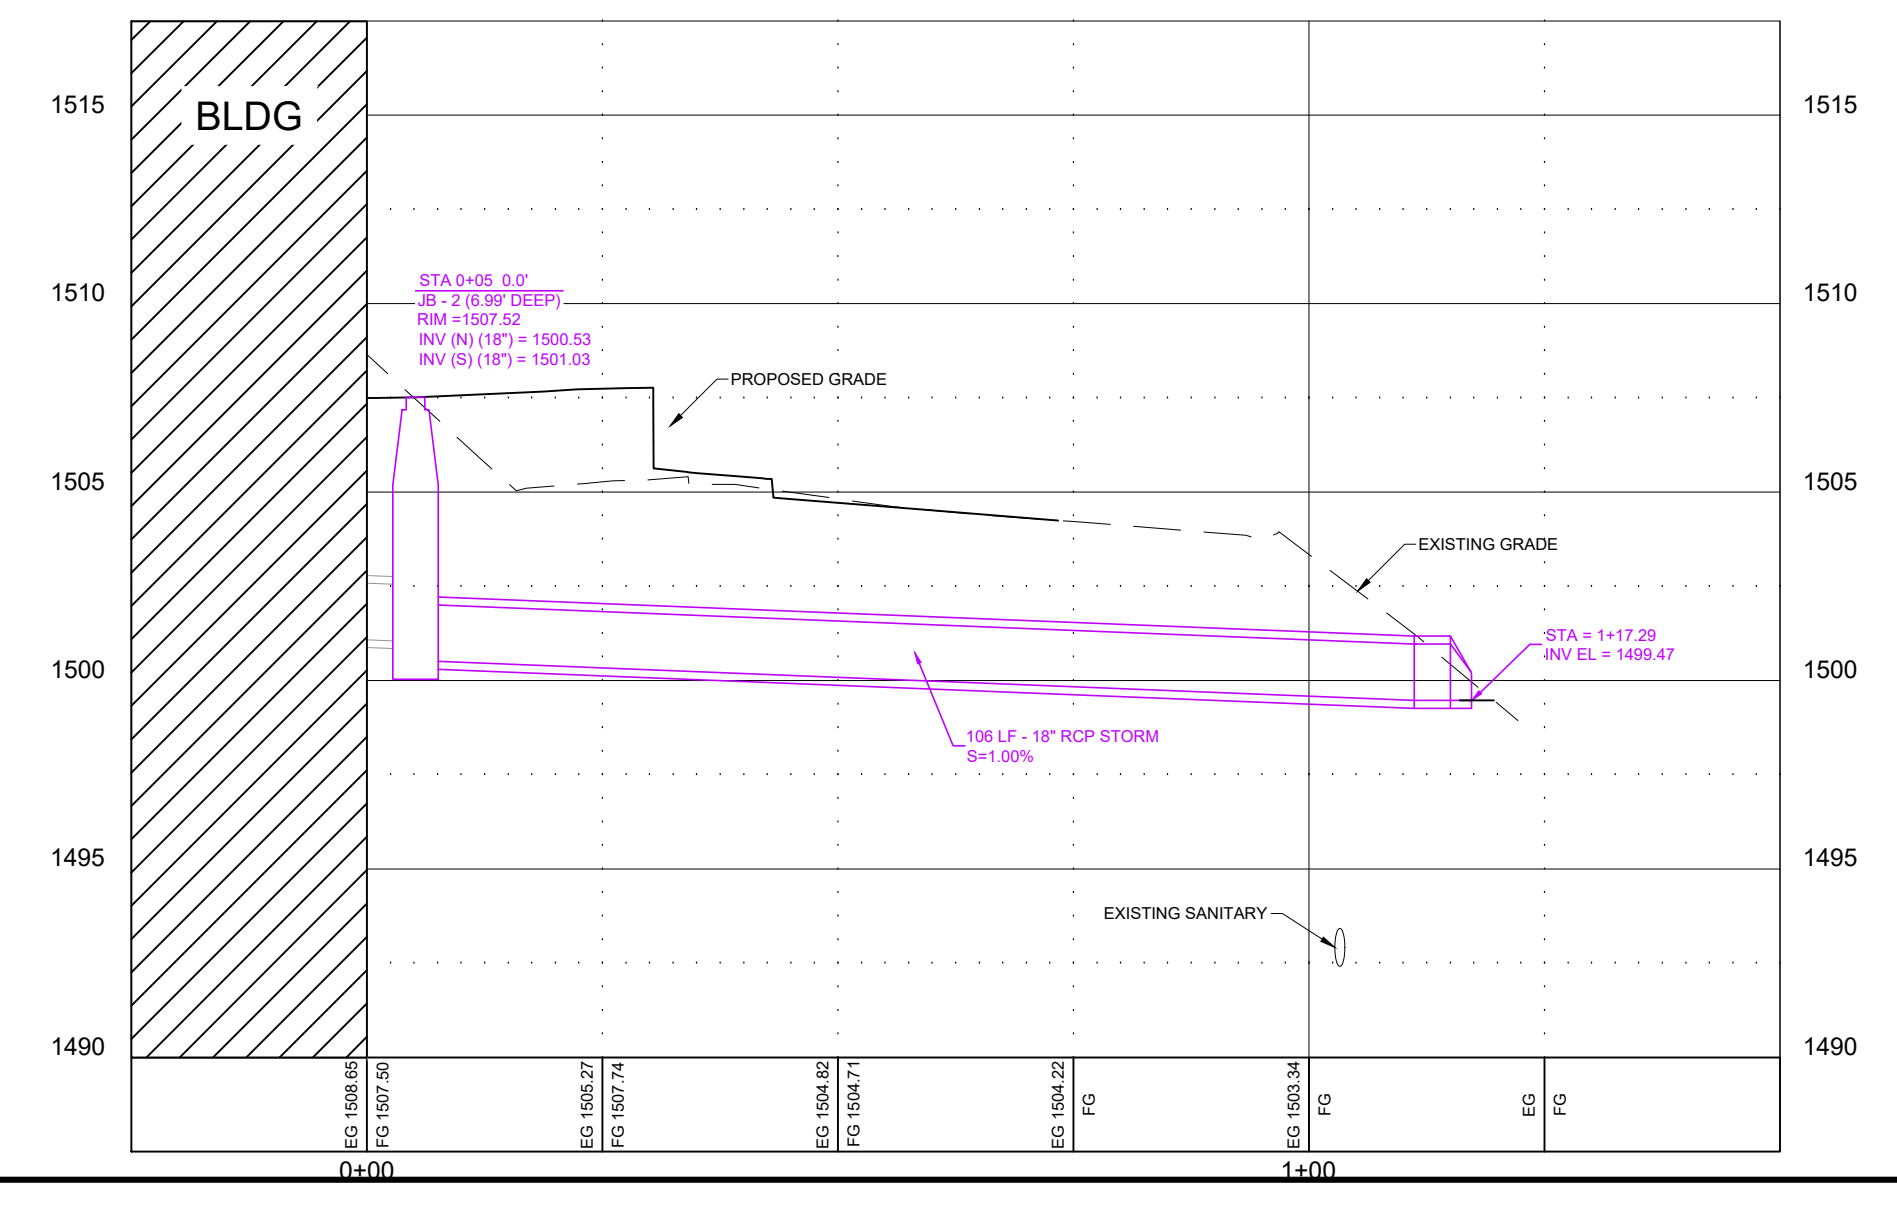 BLDG
1515
1515
1510
1510
STA 0+05  0.0'
JB - 2 (6.99' DEEP)
RIM =1507.52
INV (N) (18") = 1500.53
INV (S) (18") = 1501.03
PROPOSED GRADE
1505
1505
EXISTING GRADE
STA = 1+17.29
INV EL = 1499.47
1500
1500
106 LF - 18" RCP STORM
S=1.00%
1495
1495
EXISTING SANITARY
1490
1490
EG 1508.65
FG 1507.50
EG 1505.27
FG 1507.74
EG 1504.82
FG 1504.71
EG 1504.22
FG
EG 1503.34
FG
EG
FG
0+00
1+00